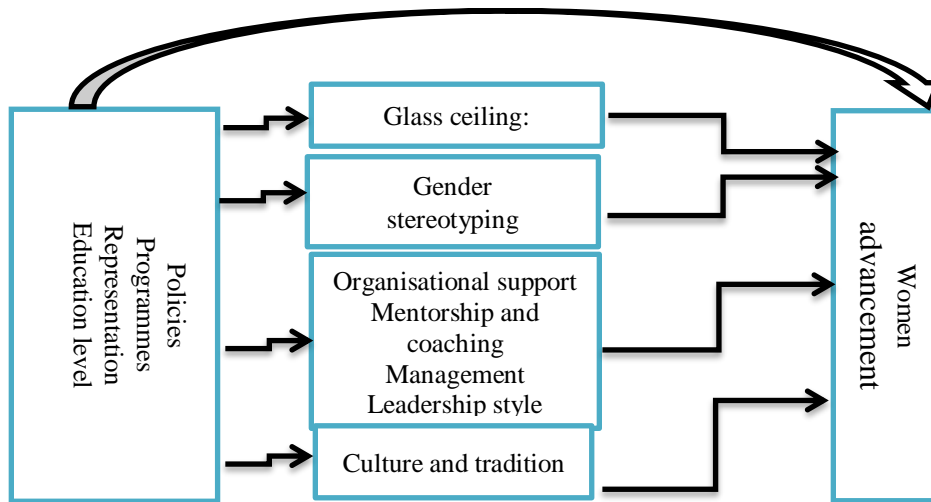 Policies
Programmes
Representation
Education level
Glass ceiling:
Gender
stereotyping
Organisational support
Mentorship and
coaching
Management
Leadership style
Culture and tradition
Women
advancement